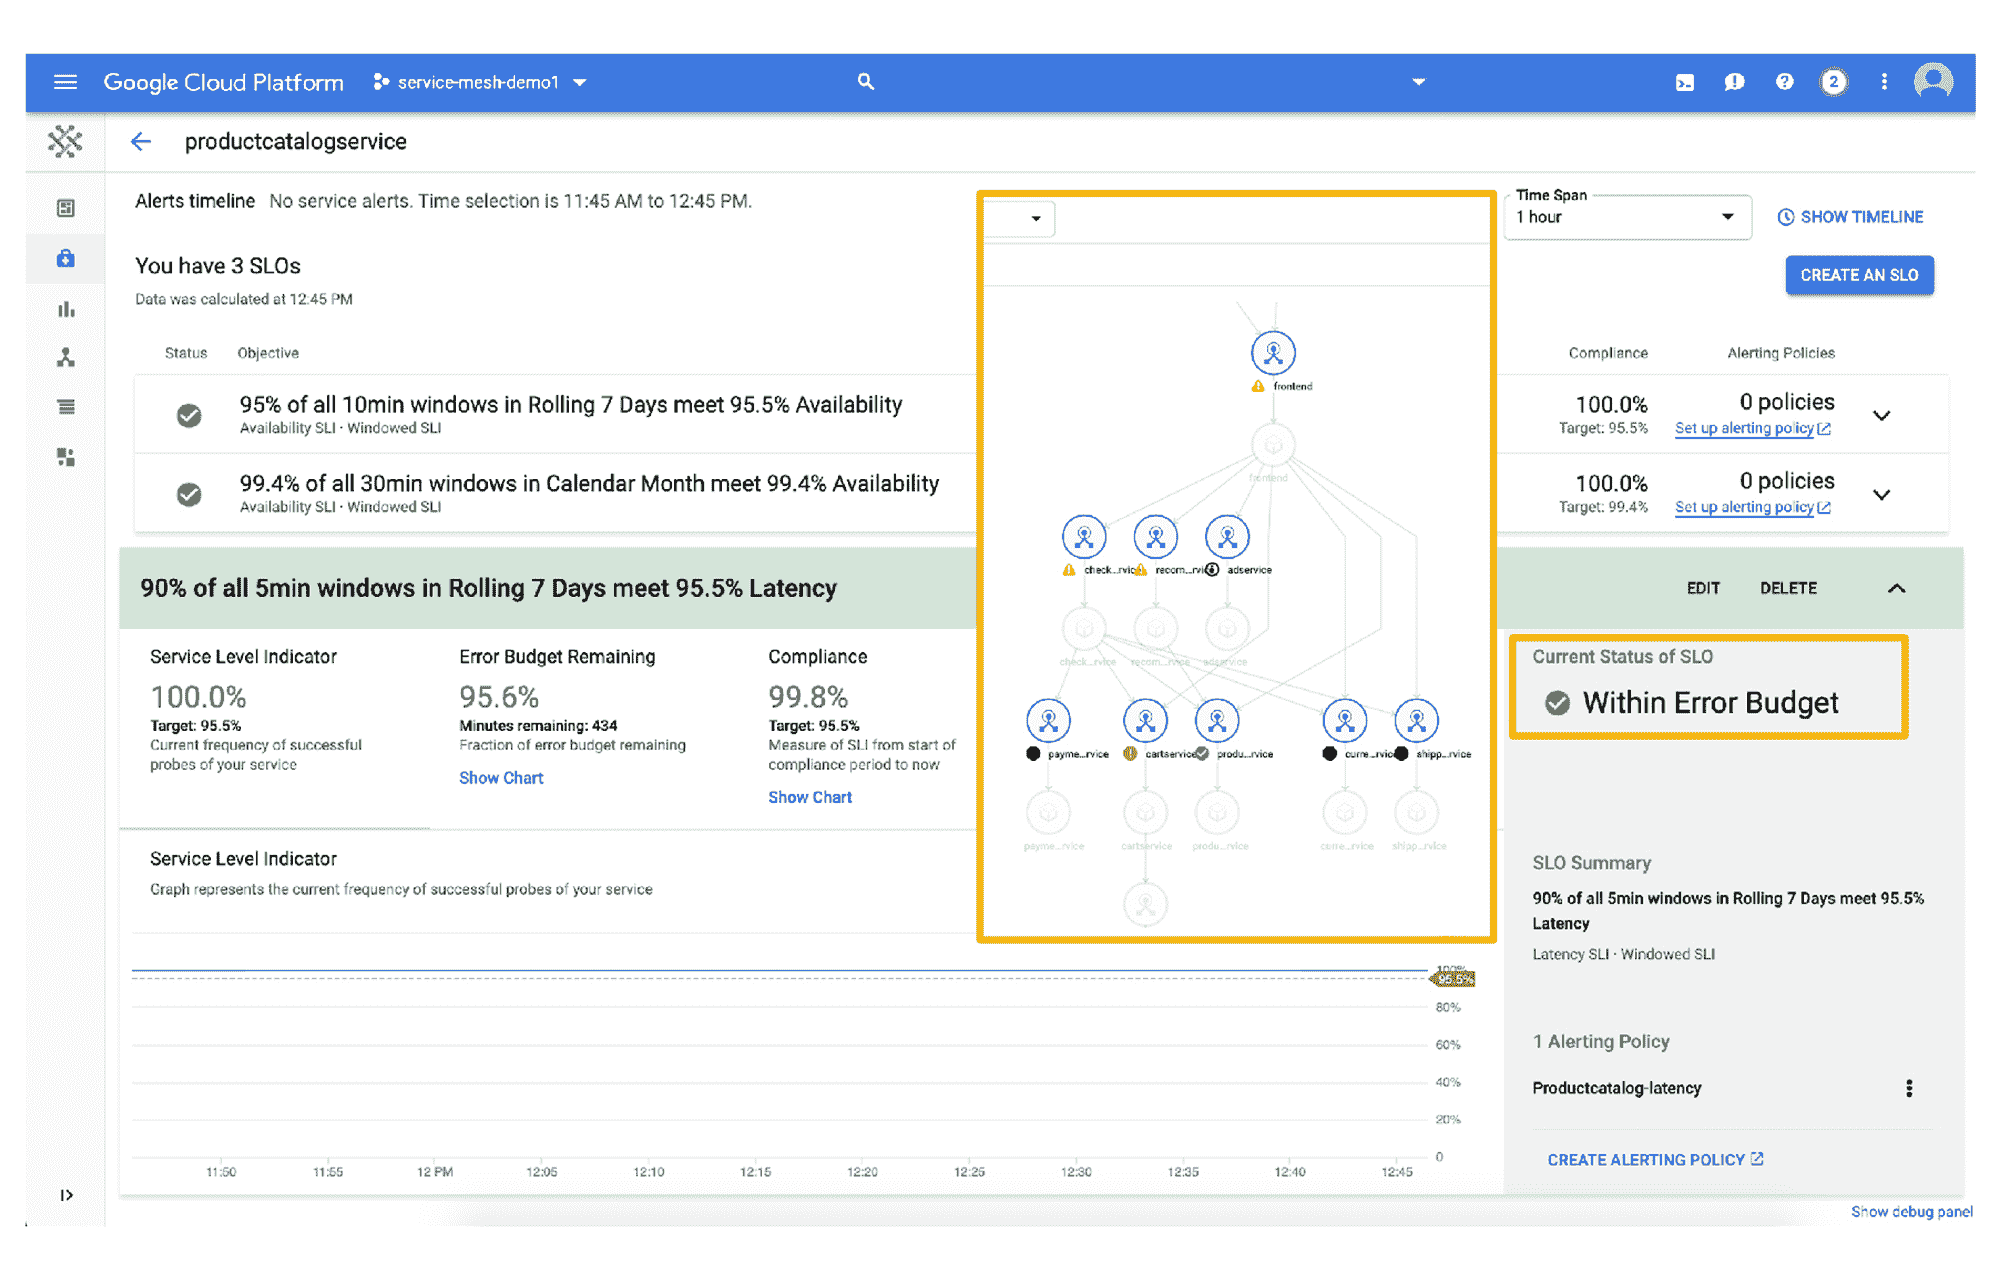 Google Cloud Platform service-mesh-demo1 2
productcatalogservice
Alerts timeline No service alerts. Time selection is 11:45 AM to 12:45 PM.
Time Span
1 hour
SHOW TIMELINE
You have 3 SLOs
Data was calculated at 12:45 PM
CREATE AN SLO
Status Objective Compliance Alerting Policies
95% of all 10min windows in Rolling 7 Days meet 95.5% Availability
Availability SLI · Windowed SLI
100.0%
Target: 95.5%
0 policies
Set up alerting policy
99.4% of all 30min windows in Calendar Month meet 99.4% Availability
Availability SLI · Windowed SLI
100.0%
Target: 99.4%
0 policies
Set up alerting policy
90% of all 5min windows in Rolling 7 Days meet 95.5% Latency
EDIT DELETE
Service Level Indicator
100.0%
Target: 95.5%
Current frequency of successful
probes of your service
Error Budget Remaining
95.6%
Minutes remaining: 434
Fraction of error budget remaining
Show Chart
Compliance
99.8%
Target: 95.5%
Measure of SLI from start of
compliance period to now
Show Chart
frontend
frontend
check...rvice recom...rvice adservice
check...rvice recom...rvice adservice
payme...rvice cartservice produ...rvice curre...rvice shipp...rvice
payme...rvice cartservice produ...rvice curre...rvice shipp...rvice
Current Status of SLO
Within Error Budget
SLO Summary
90% of all 5min windows in Rolling 7 Days meet 95.5%
Latency
Latency SLI · Windowed SLI
1 Alerting Policy
Productcatalog-latency
CREATE ALERTING POLICY
Service Level Indicator
Graph represents the current frequency of successful probes of your service
100%
95.5%
80%
60%
40%
20%
0
11:50 11:55 12 PM 12:05 12:10 12:15 12:20 12:25 12:30 12:35 12:40 12:45
Show debug panel